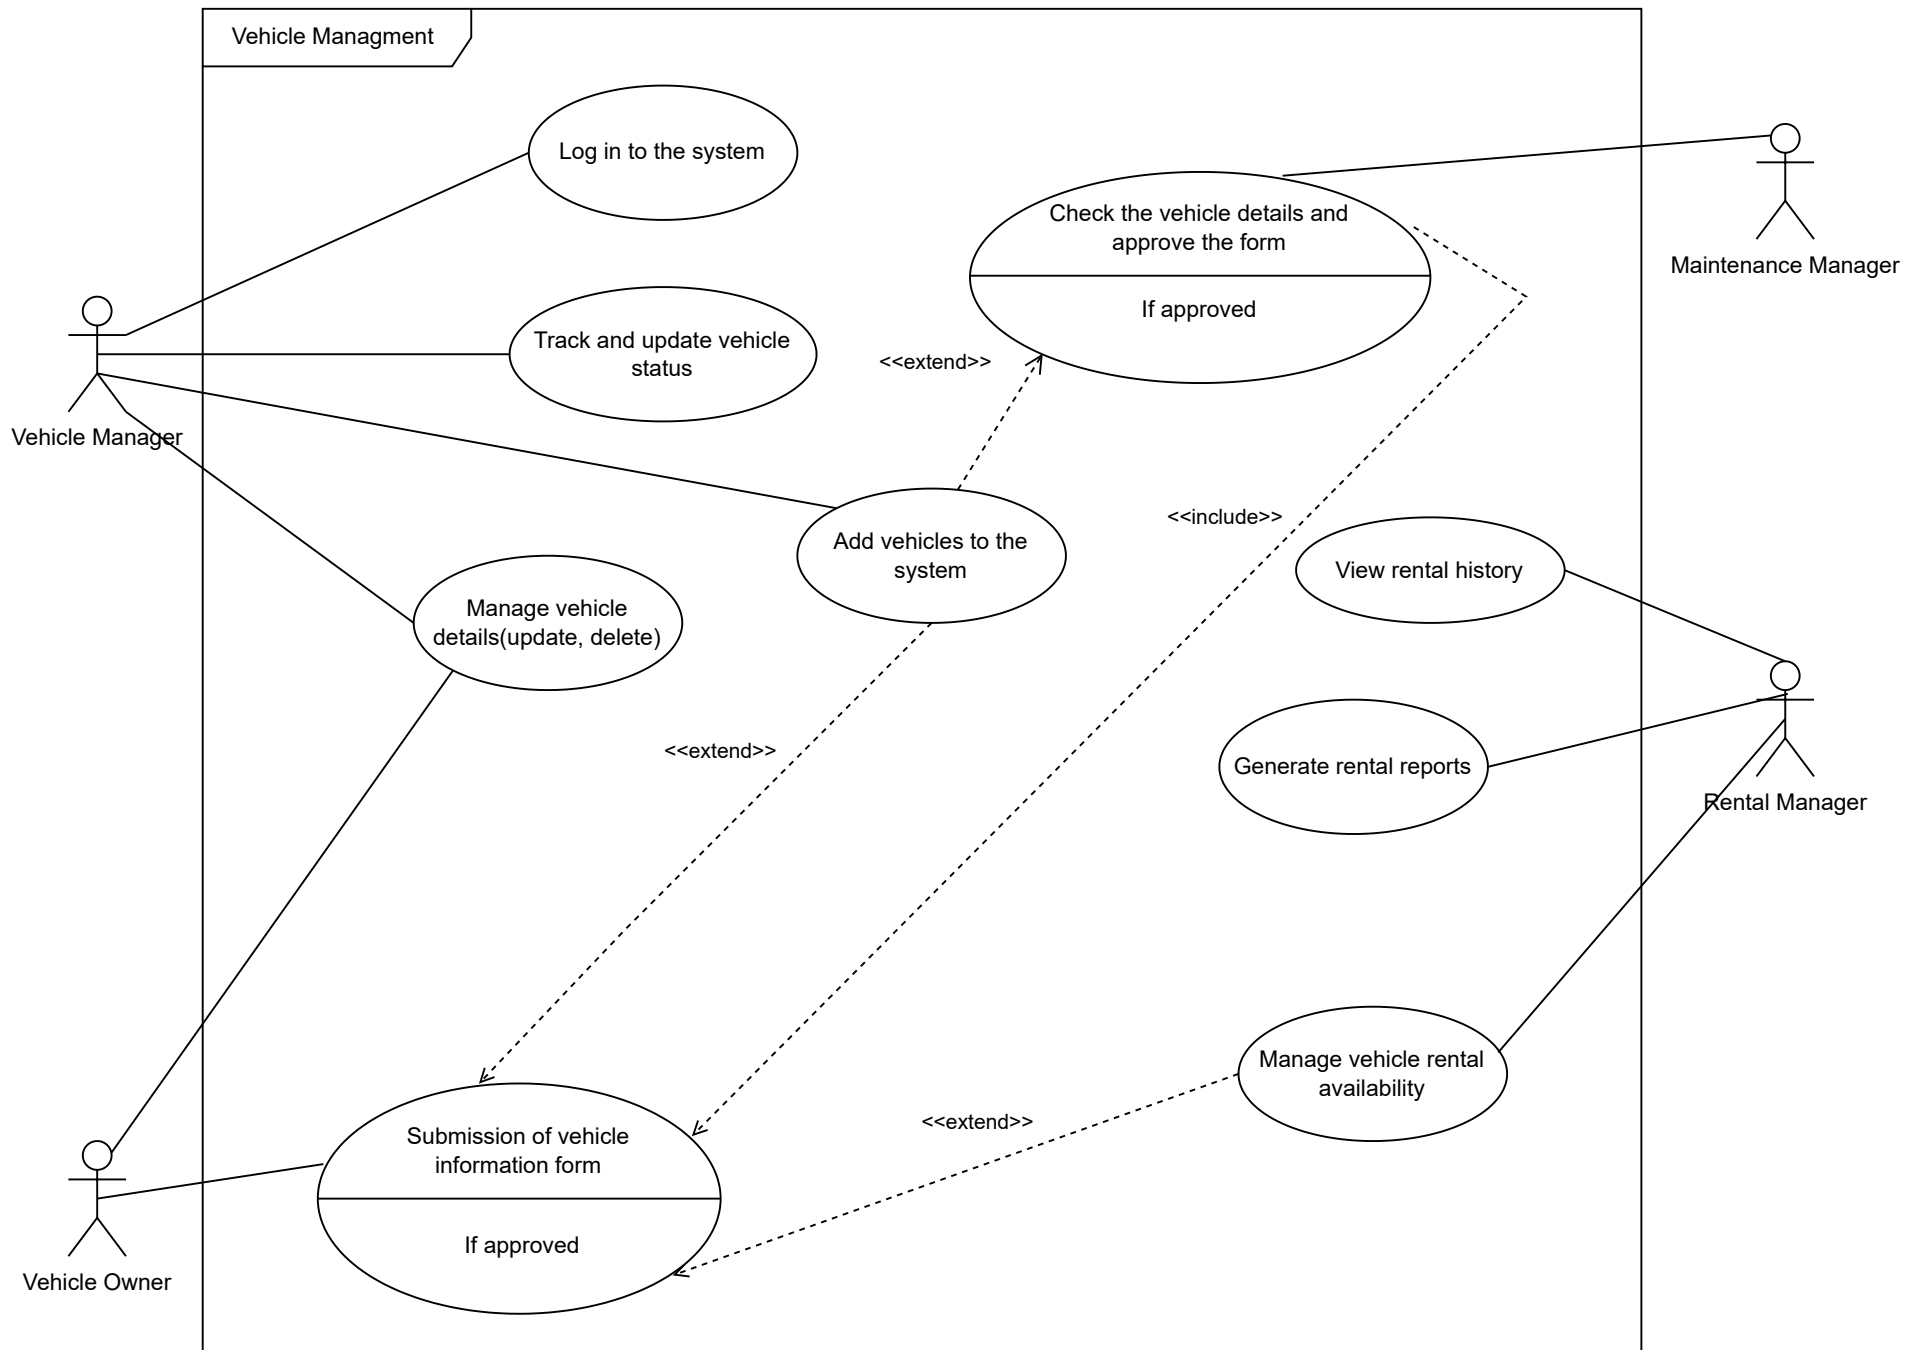 Vehicle Managment
Log in to the system
Check the vehicle details and
approve the form
If approved
Maintenance Manager
Track and update vehicle
status
<<extend>>
Vehicle Manager
<<include>>
Add vehicles to the
system
View rental history
Manage vehicle
details(update, delete)
<<extend>>
Generate rental reports
Rental Manager
Manage vehicle rental
availability
<<extend>>
Submission of vehicle
information form
If approved
Vehicle Owner